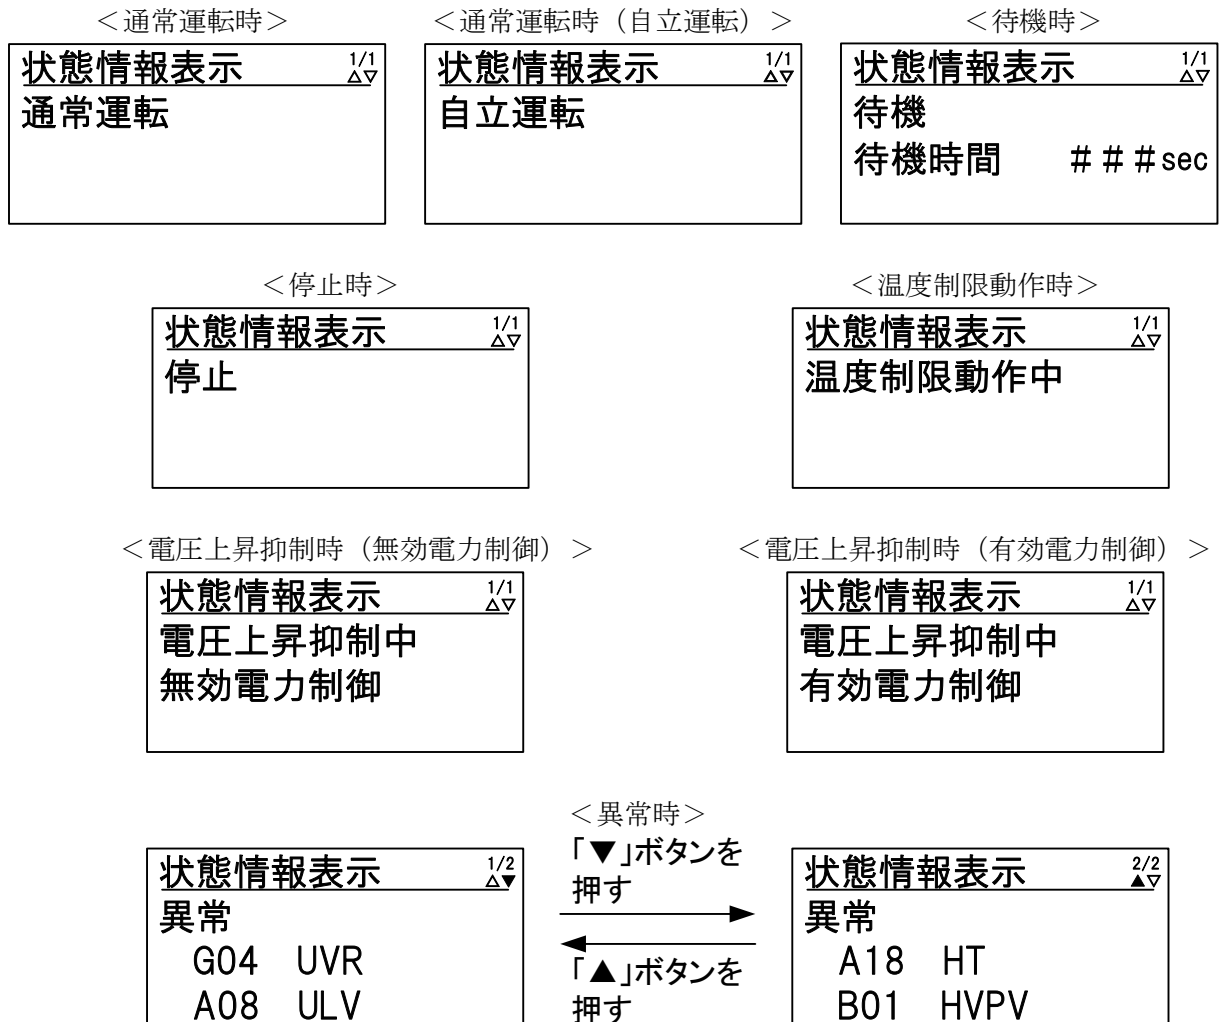 <通常運転時>
状態情報表示 1/1
△▽
通常運転
<通常運転時（自立運転）>
状態情報表示 1/1
△▽
自立運転
<待機時>
状態情報表示 1/1
△▽
待機
待機時間 ###sec
<停止時>
状態情報表示 1/1
△▽
停止
<温度制限動作時>
状態情報表示 1/1
△▽
温度制限動作中
<電圧上昇抑制時（無効電力制御）>
状態情報表示 1/1
△▽
電圧上昇抑制中
無効電力制御
<電圧上昇抑制時（有効電力制御）>
状態情報表示 1/1
△▽
電圧上昇抑制中
有効電力制御
<異常時>
状態情報表示 1/2
△▼
異常
G04 UVR
A08 ULV
「▼」ボタンを
押す
「▲」ボタンを
押す
状態情報表示 2/2
▲▽
異常
A18 HT
B01 HVPV